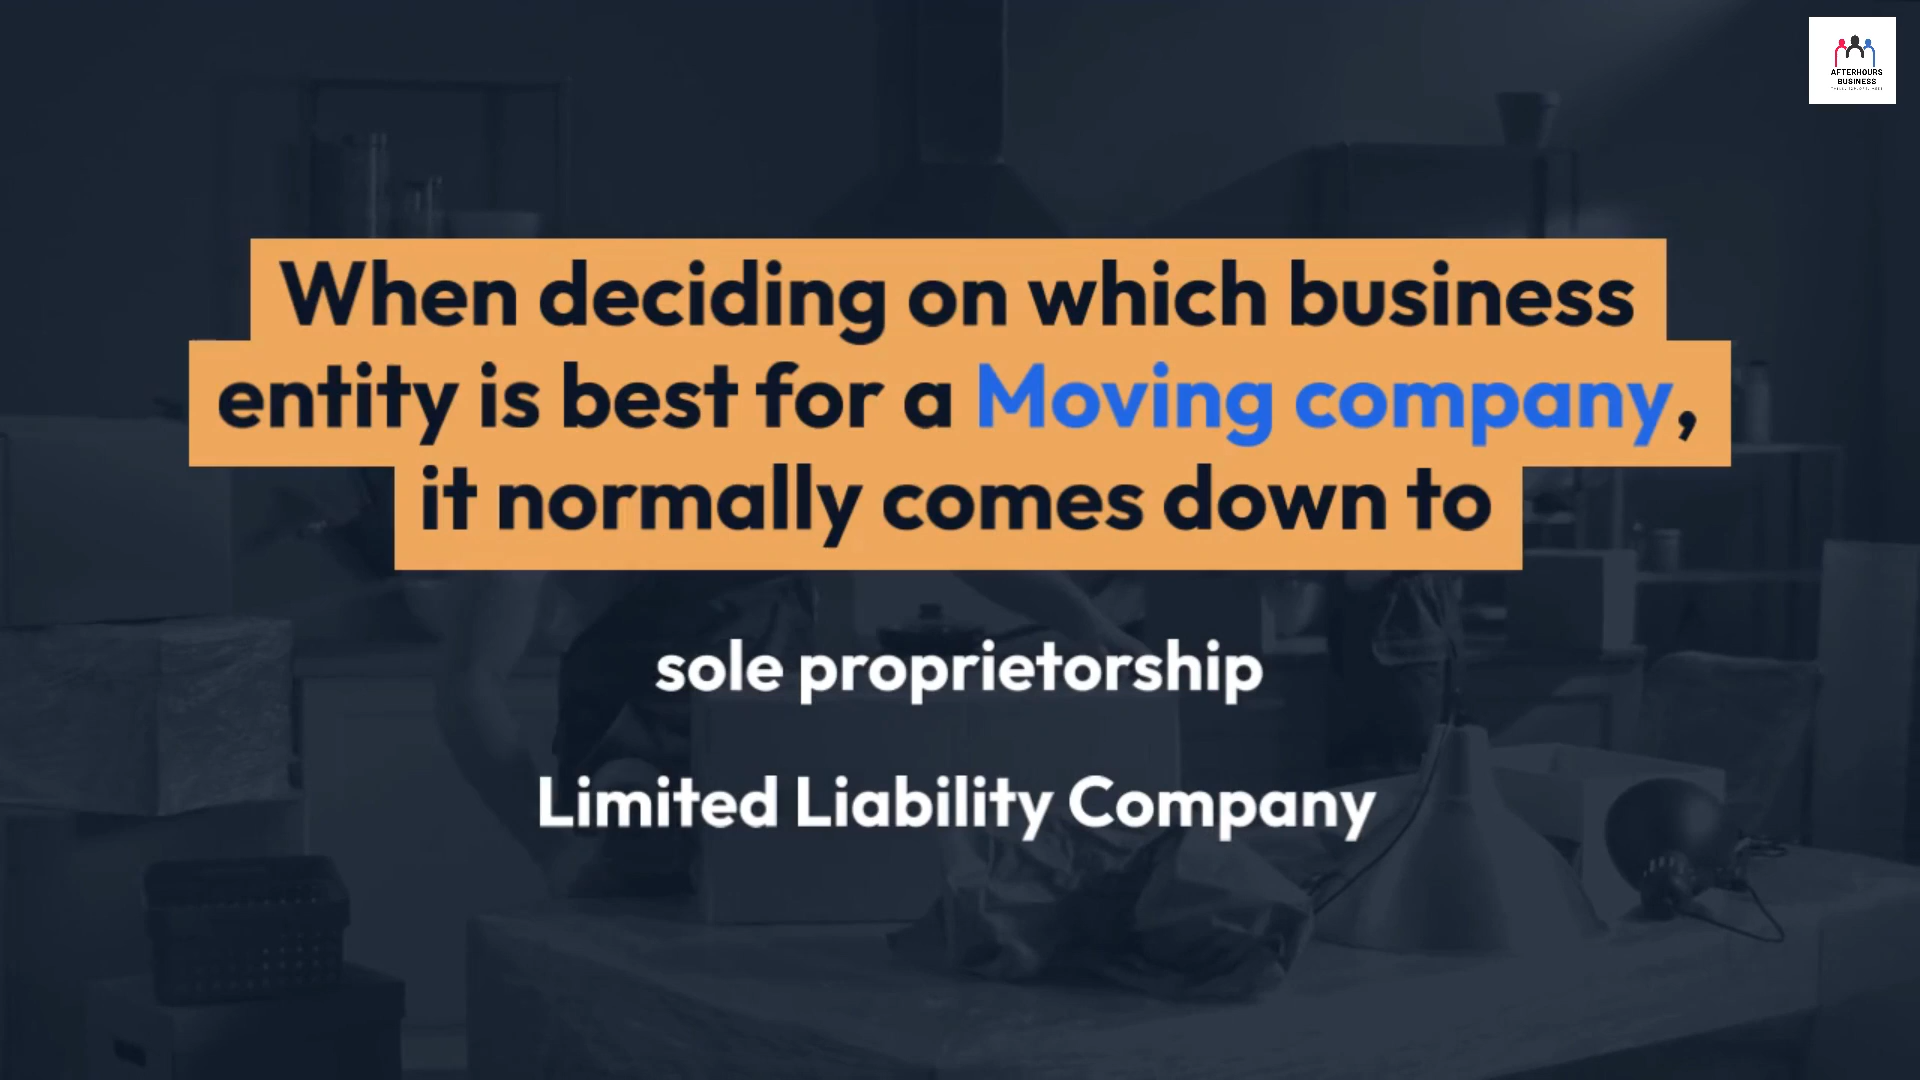 AFTERHOURS
BUSINESS
When deciding on which business
entity is best for a Moving company,
it normally comes down to
sole proprietorship
Limited Liability Company